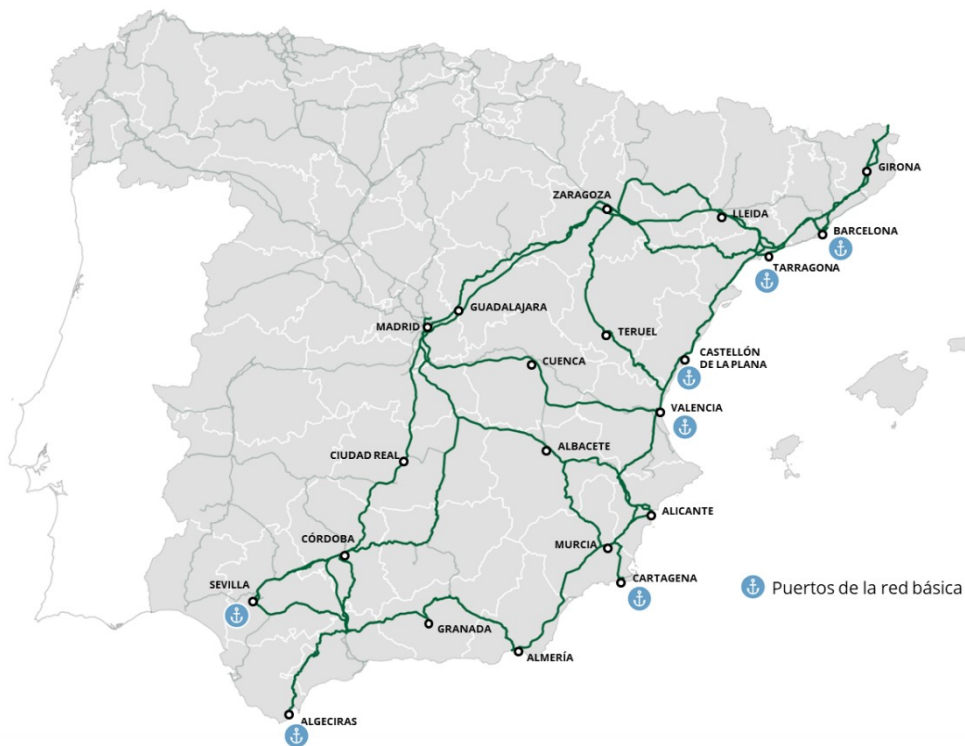 GIRONA
ZARAGOZA
LLEIDA
BARCELONA
TARRAGONA
GUADALAJARA
MADRID
TERUEL
CASTELLÓN
DE LA PLANA
CUENCA
VALENCIA
ALBACETE
CIUDAD REAL
ALICANTE
CÓRDOBA
MURCIA
SEVILLA
CARTAGENA
Puertos de la red básica
GRANADA
ALMERÍA
ALGECIRAS